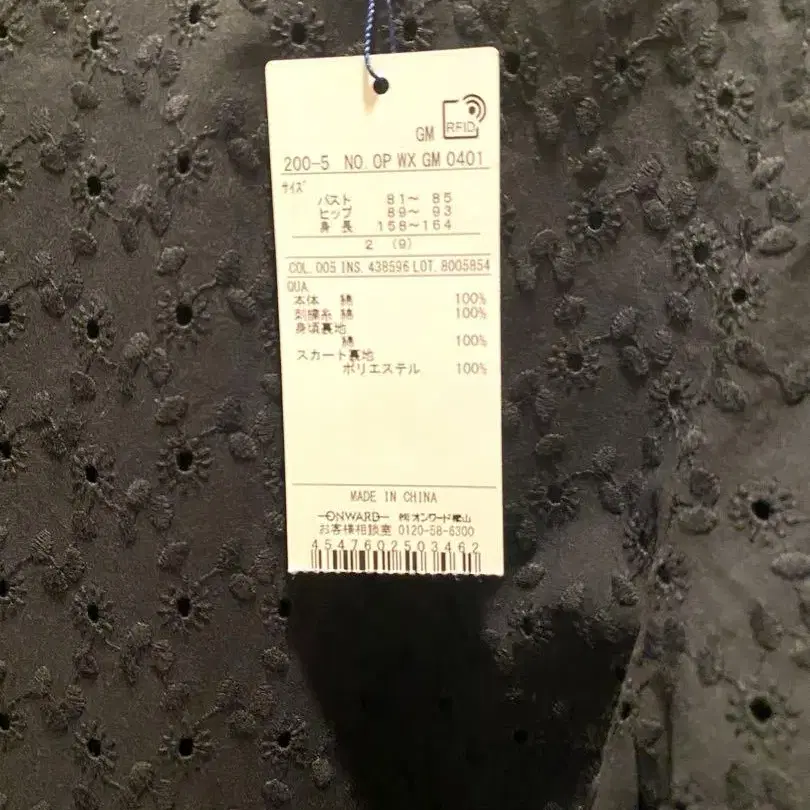 GM RFID
200-5 NO. OP WX GM 0401
サイズ
バスト 81～ 85
ヒップ 89～ 93
身長 158～164
2 (9)
COL. 005 INS. 438596 LOT. 8005854
QUA.
本体 綿 100%
刺繍糸 綿 100%
身頃裏地
綿 100%
スカート裏地
ポリエステル 100%
MADE IN CHINA
ONWARD ㈱オンワード樫山
お客様相談室 0120-58-6300
4547602503462